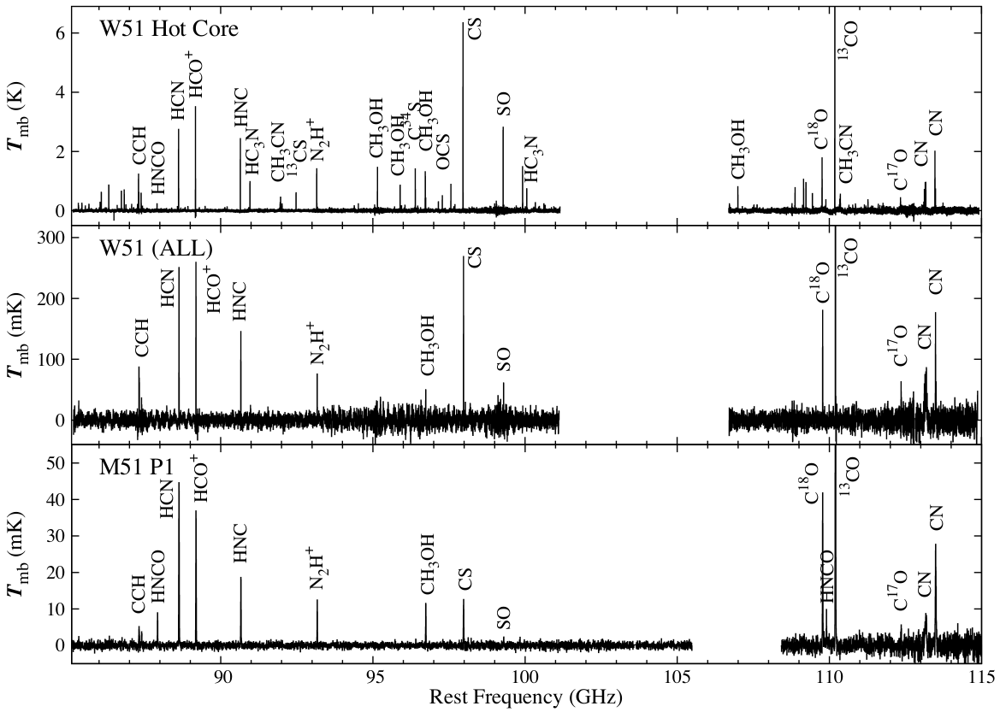 W51 Hot Core
T_mb (K)
6
4
2
0
CCH
HNCO
HCN
HCO⁺
HNC
HC₃N
CH₃CN
¹³CS
N₂H⁺
CH₃OH
CH₃OH
C³⁴S
CH₃OH
OCS
CS
SO
HC₃N
CH₃OH
C¹⁸O
¹³CO
CH₃CN
C¹⁷O
CN
CN
W51 (ALL)
T_mb (mK)
300
200
100
0
CCH
HCN
HCO⁺
HNC
N₂H⁺
CH₃OH
CS
SO
C¹⁸O
¹³CO
C¹⁷O
CN
CN
M51 P1
T_mb (mK)
50
40
30
20
10
0
CCH
HNCO
HCN
HCO⁺
HNC
N₂H⁺
CH₃OH
CS
SO
C¹⁸O
HNCO
¹³CO
C¹⁷O
CN
CN
90 95 100 105 110 115
Rest Frequency (GHz)